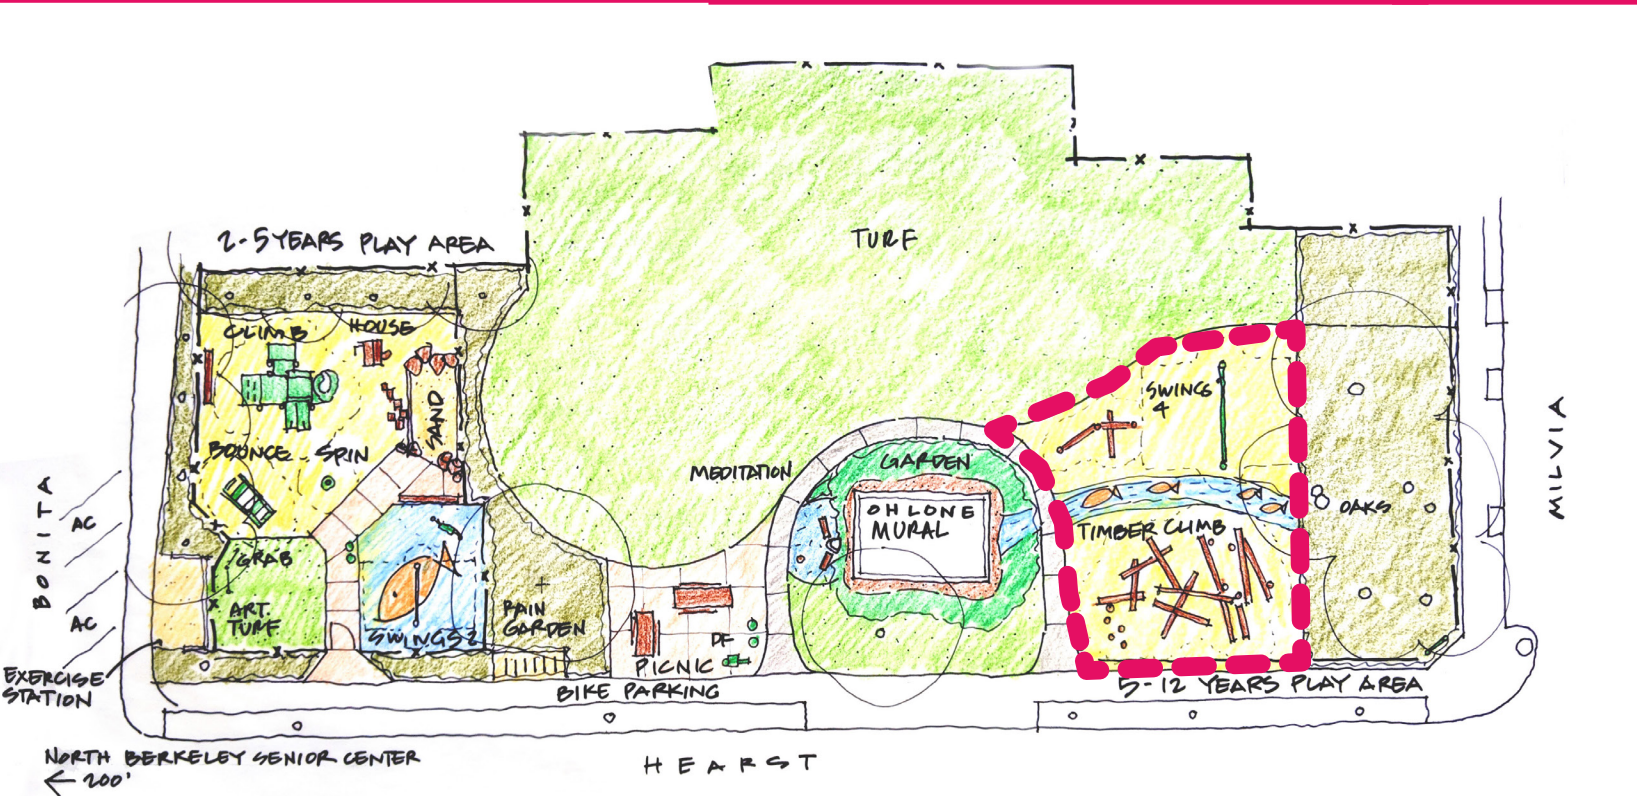 2-5 YEARS PLAY AREA
TURF
CLIMB
HOUSE
SAND
BOUNCE
SPIN
SWINGS
4
MEDITATION
GARDEN
OHLONE
MURAL
OAKS
MILVIA
BONITA
AC
AC
TIMBER CLIMB
GRAB
ART.
TURF
SWINGS 2
RAIN
GARDEN
DF
PICNIC
EXERCISE
STATION
BIKE PARKING
5-12 YEARS PLAY AREA
NORTH BERKELEY SENIOR CENTER
← 200'
HEARST